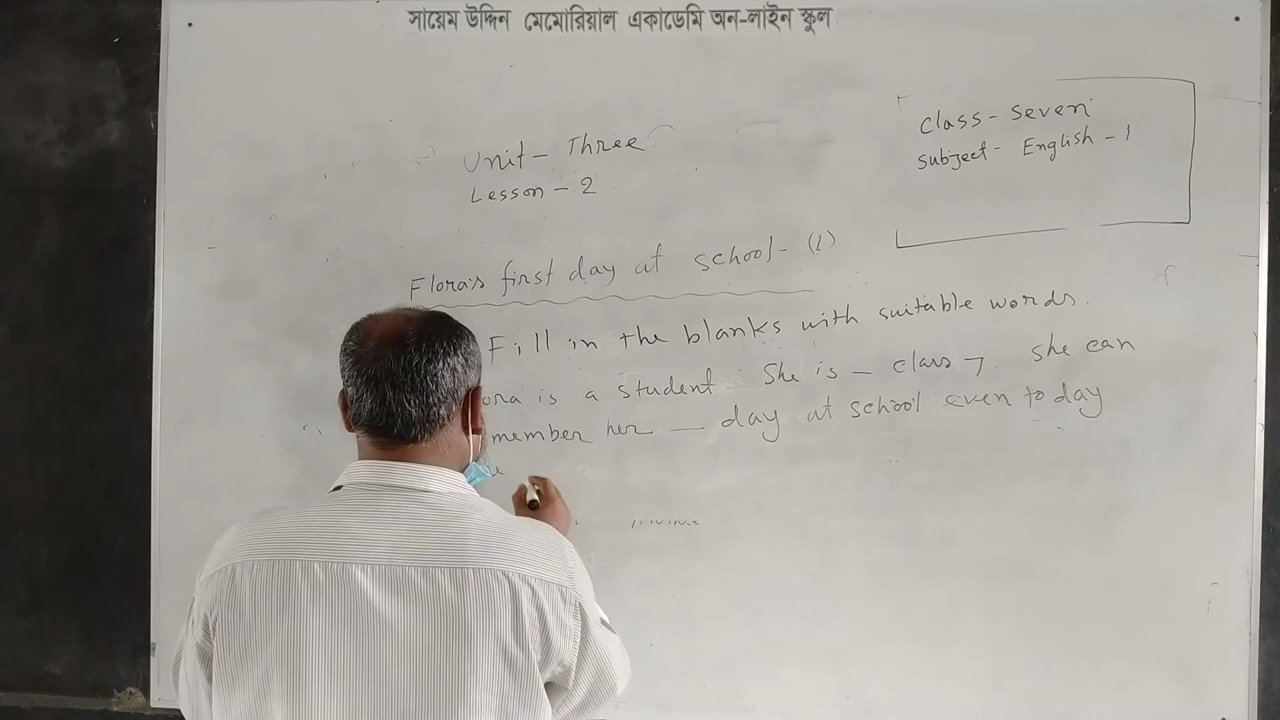 সায়েম উদ্দিন মেমোরিয়াল একাডেমি অন-লাইন স্কুল
Class - Seven
Subject - English - 1
Unit - Three
Lesson - 2
Flora's first day at school - (1)
Fill in the blanks with suitable words.
ora is a student. She is — class 7. She can
member her — day at school even to day